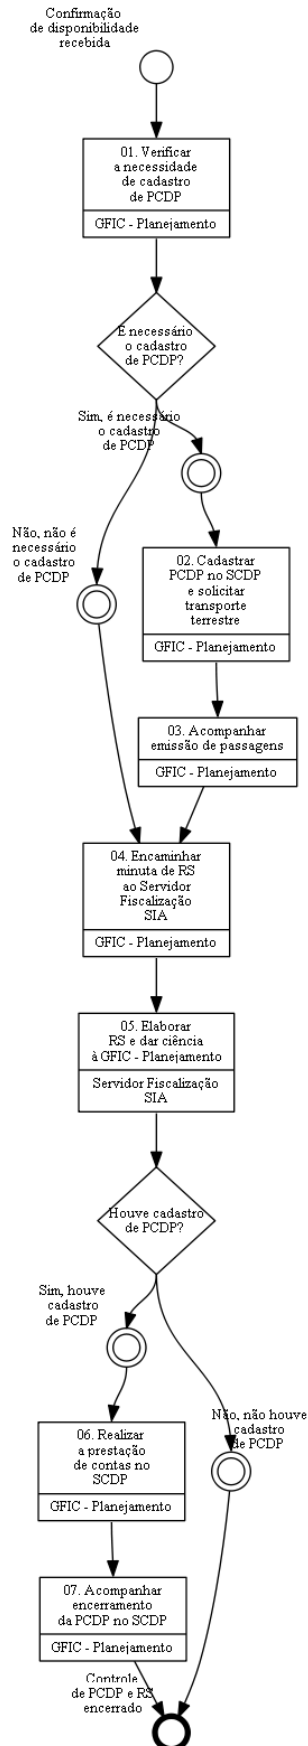 Confirmação
de disponibilidade
recebida
01. Verificar
a necessidade
de cadastro
de PCDP
GFIC - Planejamento
É necessário
o cadastro
de PCDP?
Sim, é necessário
o cadastro
de PCDP
Não, não é
necessário
o cadastro
de PCDP
02. Cadastrar
PCDP no SCDP
e solicitar
transporte
terrestre
GFIC - Planejamento
03. Acompanhar
emissão de passagens
GFIC - Planejamento
04. Encaminhar
minuta de RS
ao Servidor
Fiscalização
SIA
GFIC - Planejamento
05. Elaborar
RS e dar ciência
à GFIC - Planejamento
Servidor Fiscalização
SIA
Houve cadastro
de PCDP?
Sim, houve
cadastro
de PCDP
Não, não houve
cadastro
de PCDP
06. Realizar
a prestação
de contas no
SCDP
GFIC - Planejamento
07. Acompanhar
encerramento
da PCDP no SCDP
GFIC - Planejamento
Controle
de PCDP e RS
encerrado